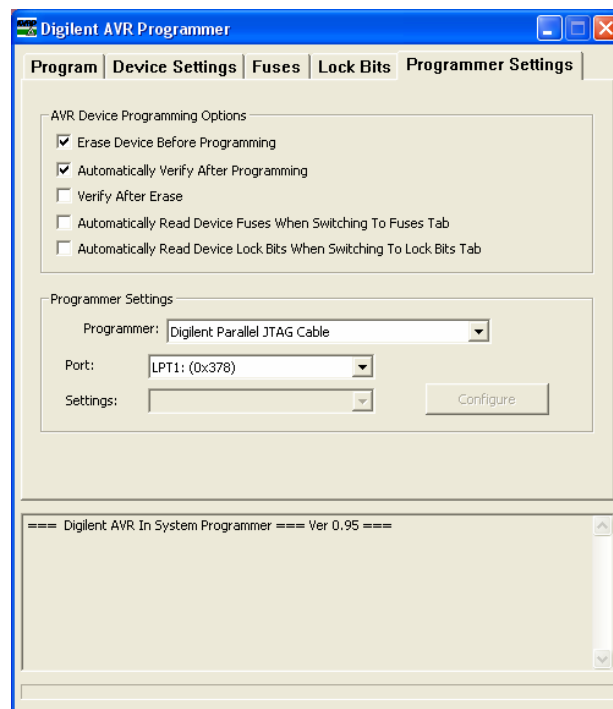 Digilent AVR Programmer
Program Device Settings Fuses Lock Bits Programmer Settings
AVR Device Programming Options
Erase Device Before Programming
Automatically Verify After Programming
Verify After Erase
Automatically Read Device Fuses When Switching To Fuses Tab
Automatically Read Device Lock Bits When Switching To Lock Bits Tab
Programmer Settings
Programmer: Digilent Parallel JTAG Cable
Port: LPT1: (0x378)
Settings: Configure
=== Digilent AVR In System Programmer === Ver 0.95 ===